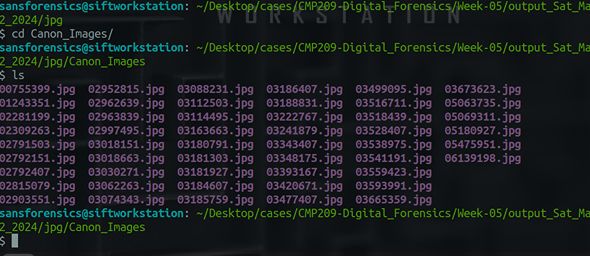 WORKSTATION
sansforensics@siftworkstation: ~/Desktop/cases/CMP209-Digital_Forensics/Week-05/output_Sat_Ma
2_2024/jpg
$ cd Canon_Images/
sansforensics@siftworkstation: ~/Desktop/cases/CMP209-Digital_Forensics/Week-05/output_Sat_Ma
2_2024/jpg/Canon_Images
$ ls
00755399.jpg 02952815.jpg 03088231.jpg 03186407.jpg 03499095.jpg 03673623.jpg
01243351.jpg 02962639.jpg 03112503.jpg 03188831.jpg 03516711.jpg 05063735.jpg
02281199.jpg 02963839.jpg 03114495.jpg 03222767.jpg 03518439.jpg 05069311.jpg
02309263.jpg 02997495.jpg 03163663.jpg 03241879.jpg 03528407.jpg 05180927.jpg
02791503.jpg 03018151.jpg 03180791.jpg 03343407.jpg 03538975.jpg 05475951.jpg
02792151.jpg 03018663.jpg 03181303.jpg 03348175.jpg 03541191.jpg 06139198.jpg
02792407.jpg 03030271.jpg 03181927.jpg 03393167.jpg 03559423.jpg
02815079.jpg 03062263.jpg 03184607.jpg 03420671.jpg 03593991.jpg
02903551.jpg 03074343.jpg 03185759.jpg 03477407.jpg 03665359.jpg
sansforensics@siftworkstation: ~/Desktop/cases/CMP209-Digital_Forensics/Week-05/output_Sat_Ma
2_2024/jpg/Canon_Images
$